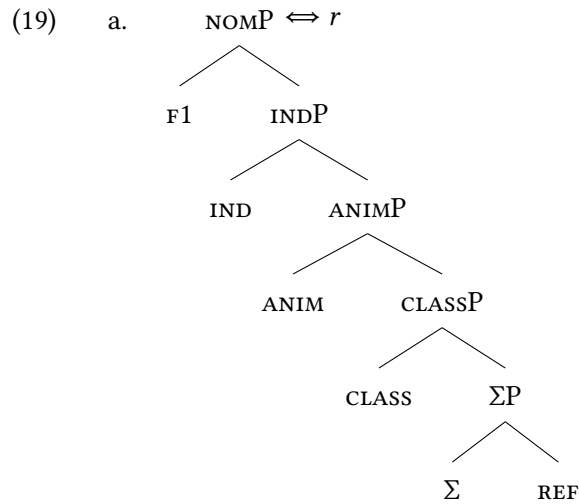 (19) a. NOMP ⇔ r
F1 INDP
IND ANIMP
ANIM CLASSP
CLASS ΣP
Σ REF